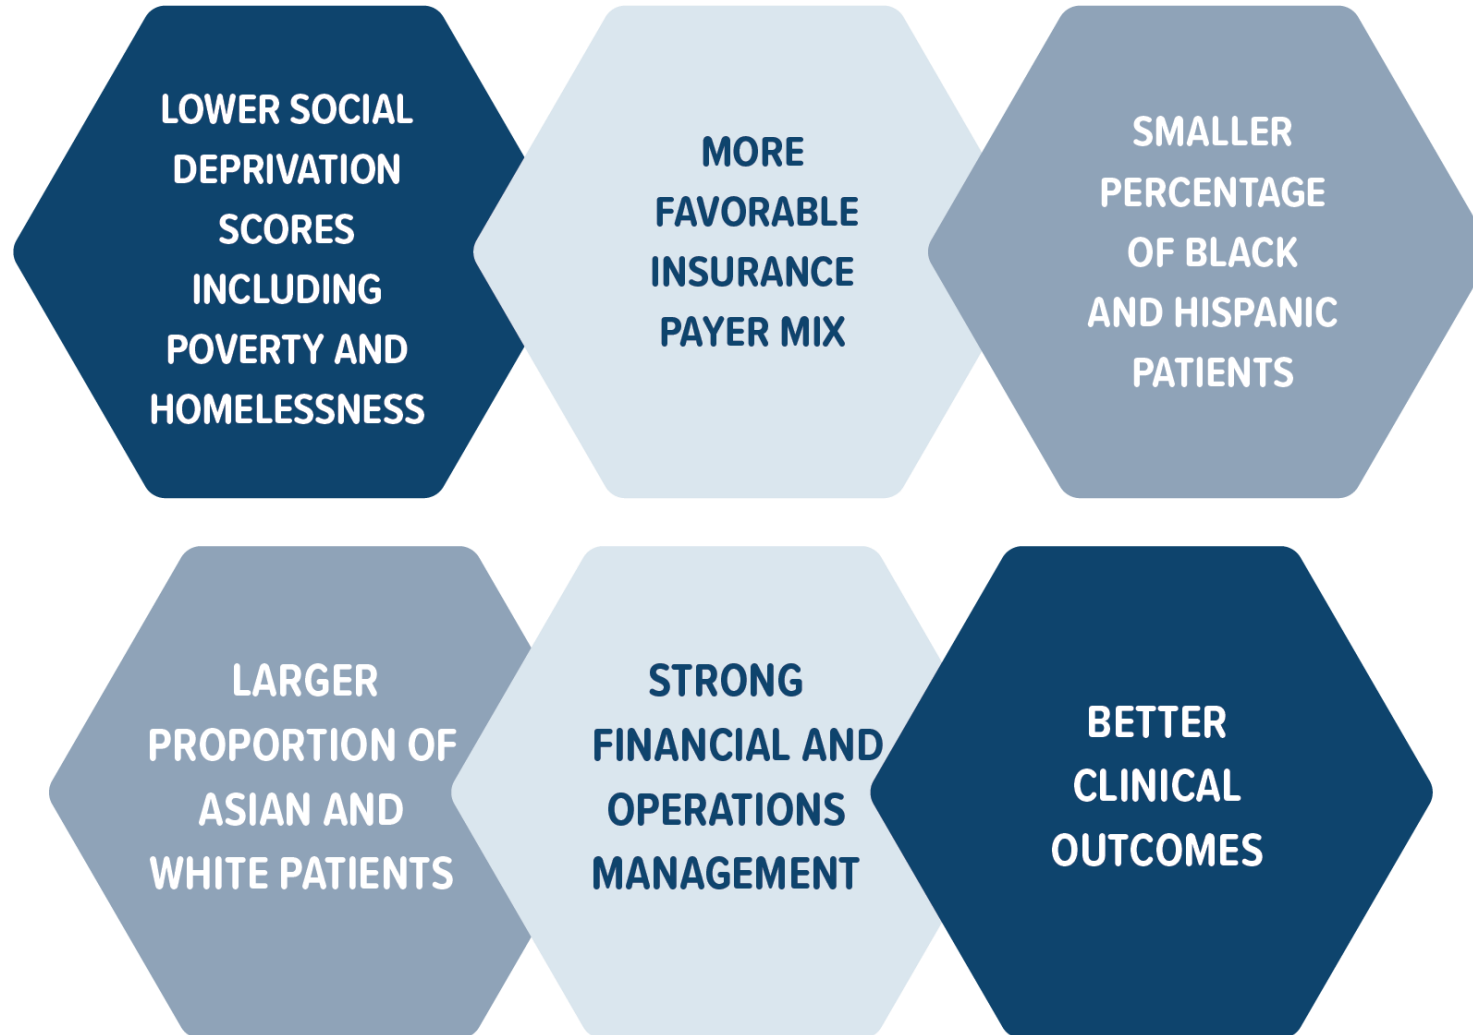 LOWER SOCIAL
DEPRIVATION
SCORES
INCLUDING
POVERTY AND
HOMELESSNESS
MORE
FAVORABLE
INSURANCE
PAYER MIX
SMALLER
PERCENTAGE
OF BLACK
AND HISPANIC
PATIENTS
LARGER
PROPORTION OF
ASIAN AND
WHITE PATIENTS
STRONG
FINANCIAL AND
OPERATIONS
MANAGEMENT
BETTER
CLINICAL
OUTCOMES